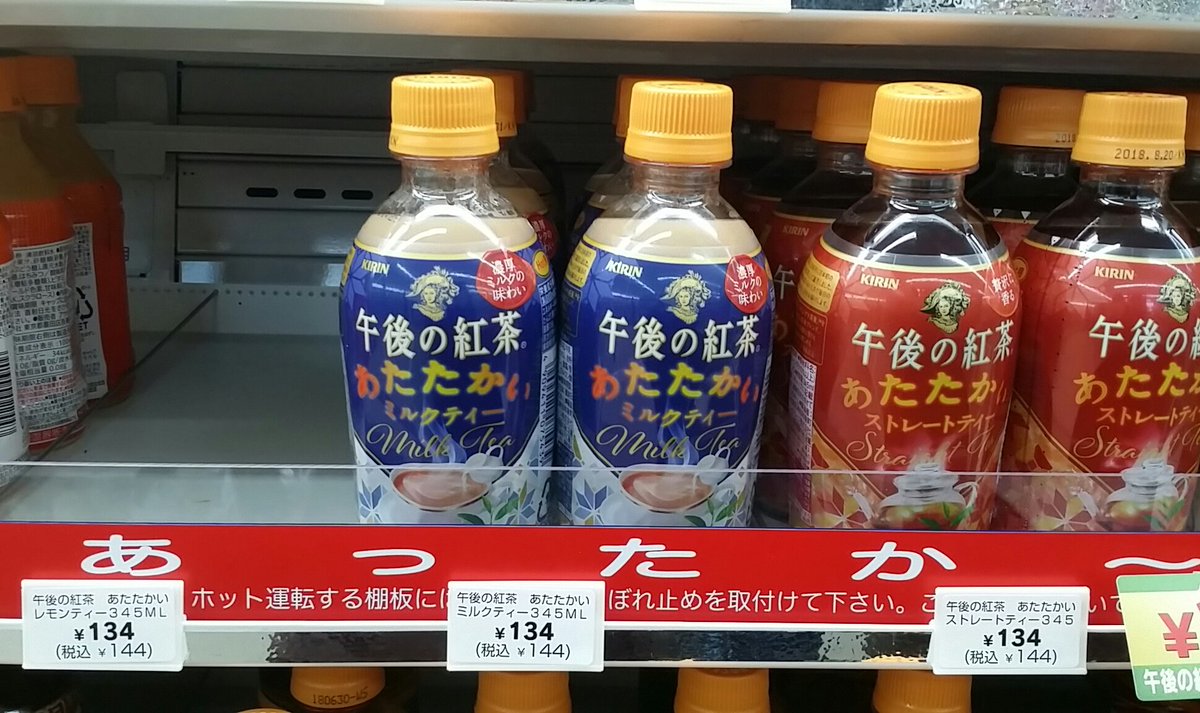 KIRIN
濃厚
ミルクの
味わい
午後の紅茶®
あたたかい
ミルクティー
Milk Tea
KIRIN
濃厚
ミルクの
味わい
午後の紅茶®
あたたかい
ミルクティー
Milk Tea
KIRIN
KIRIN
午後の紅茶
あたたかい
ストレートティー
Straight Tea
2018.8.20
KIRIN
午後の
あたた
ストレート
あったか〜
ホット運転する棚板に
ぼれ止めを取付けて下さい。
午後の紅茶 あたたかい
レモンティー345ML
¥134
(税込 ¥144)
午後の紅茶 あたたかい
ミルクティー345ML
¥134
(税込 ¥144)
午後の紅茶 あたたかい
ストレートティー345
¥134
(税込 ¥144)
¥
午後の
180630-WS